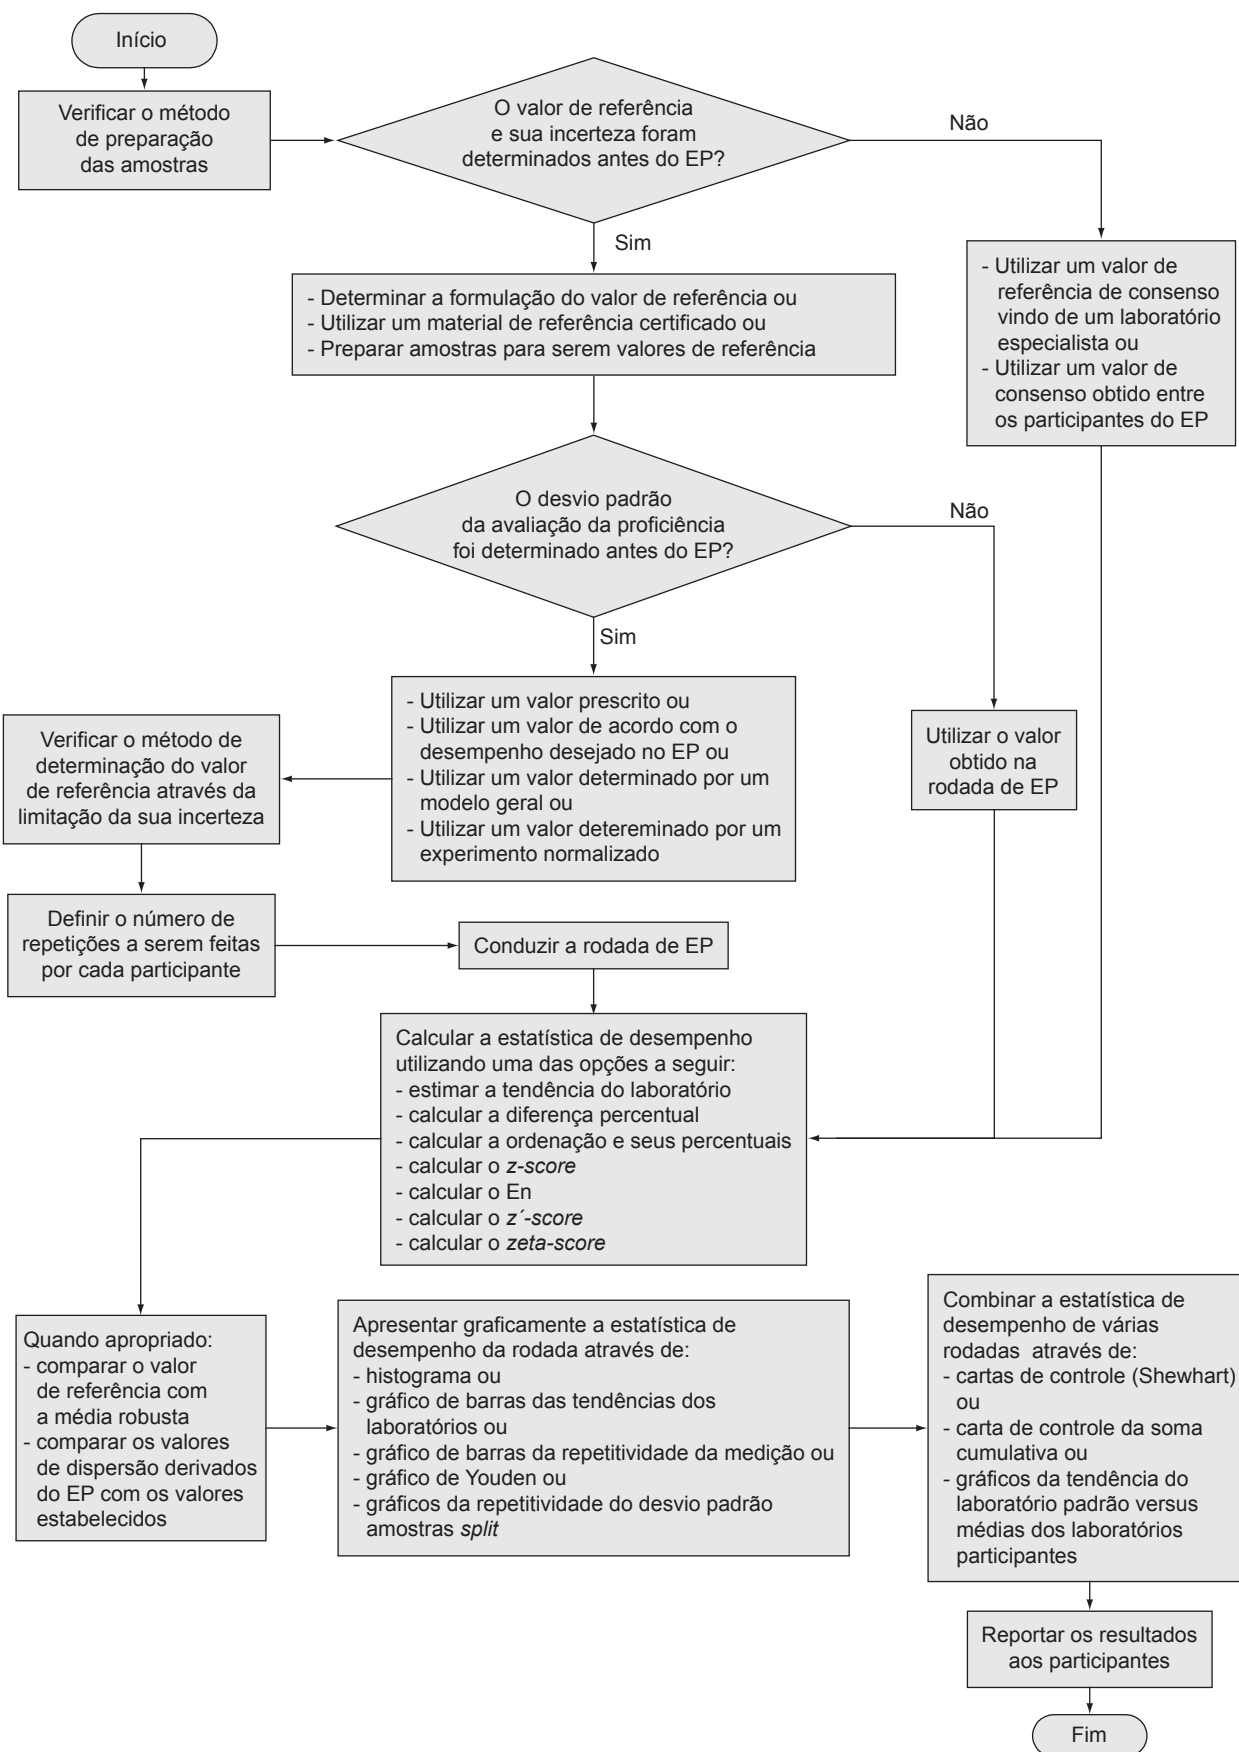 Início
Verificar o método
de preparação
das amostras
O valor de referência
e sua incerteza foram
determinados antes do EP?
Não
Sim
- Determinar a formulação do valor de referência ou
- Utilizar um material de referência certificado ou
- Preparar amostras para serem valores de referência
- Utilizar um valor de
referência de consenso
vindo de um laboratório
especialista ou
- Utilizar um valor de
consenso obtido entre
os participantes do EP
O desvio padrão
da avaliação da proficiência
foi determinado antes do EP?
Não
Sim
- Utilizar um valor prescrito ou
- Utilizar um valor de acordo com o
desempenho desejado no EP ou
- Utilizar um valor determinado por um
modelo geral ou
- Utilizar um valor detereminado por um
experimento normalizado
Utilizar o valor
obtido na
rodada de EP
Verificar o método de
determinação do valor
de referência através da
limitação da sua incerteza
Definir o número de
repetições a serem feitas
por cada participante
Conduzir a rodada de EP
Calcular a estatística de desempenho
utilizando uma das opções a seguir:
- estimar a tendência do laboratório
- calcular a diferença percentual
- calcular a ordenação e seus percentuais
- calcular o z-score
- calcular o En
- calcular o z´-score
- calcular o zeta-score
Quando apropriado:
- comparar o valor
de referência com
a média robusta
- comparar os valores
de dispersão derivados
do EP com os valores
estabelecidos
Apresentar graficamente a estatística de
desempenho da rodada através de:
- histograma ou
- gráfico de barras das tendências dos
laboratórios ou
- gráfico de barras da repetitividade da medição ou
- gráfico de Youden ou
- gráficos da repetitividade do desvio padrão
amostras split
Combinar a estatística de
desempenho de várias
rodadas através de:
- cartas de controle (Shewhart)
ou
- carta de controle da soma
cumulativa ou
- gráficos da tendência do
laboratório padrão versus
médias dos laboratórios
participantes
Reportar os resultados
aos participantes
Fim